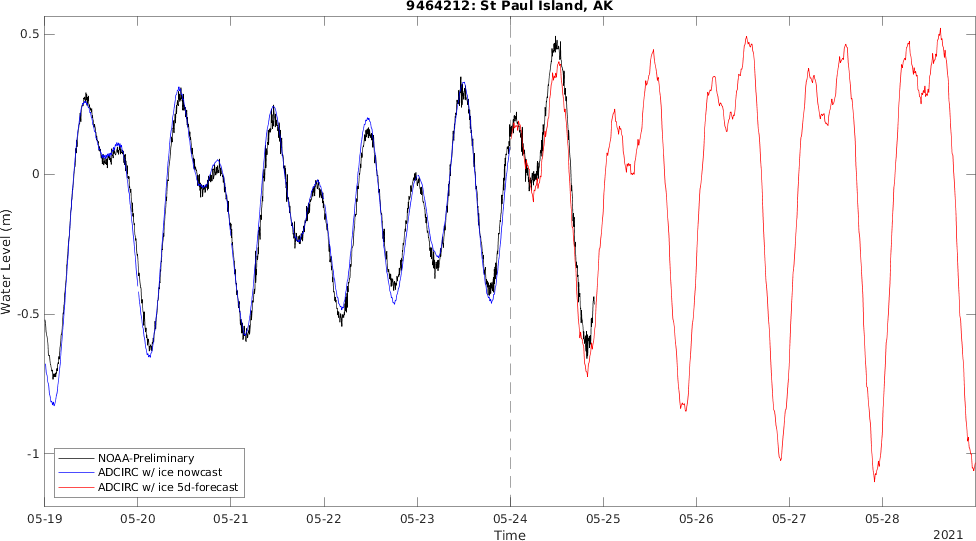 9464212: St Paul Island, AK
0.5
0
-0.5
-1
Water Level (m)
NOAA-Preliminary
ADCIRC w/ ice nowcast
ADCIRC w/ ice 5d-forecast
05-19 05-20 05-21 05-22 05-23 05-24 05-25 05-26 05-27 05-28
Time
2021